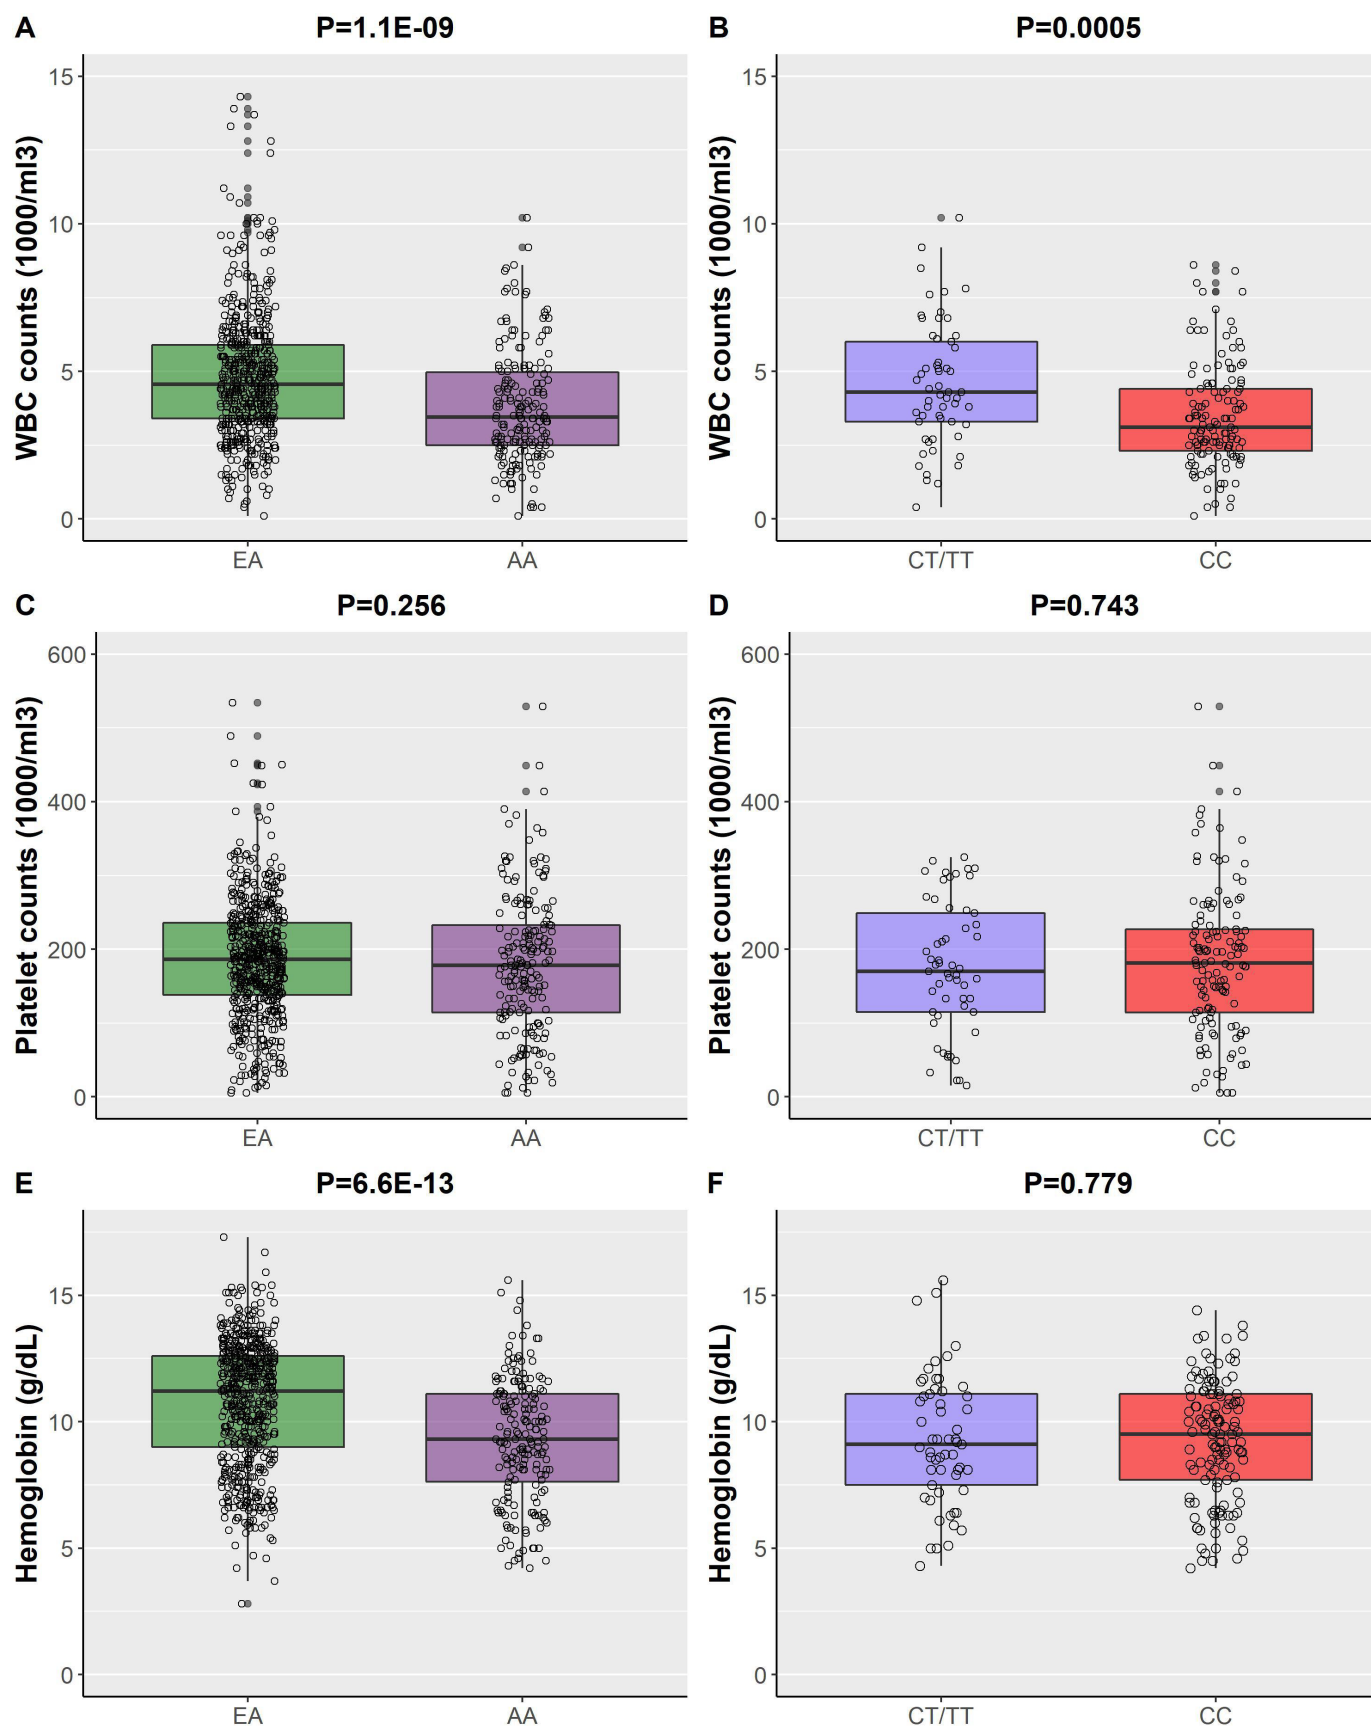 A
P=1.1E-09
WBC counts (1000/ml3)
15
10
5
0
EA
AA
B
P=0.0005
WBC counts (1000/ml3)
15
10
5
0
CT/TT
CC
C
P=0.256
Platelet counts (1000/ml3)
600
400
200
0
EA
AA
D
P=0.743
Platelet counts (1000/ml3)
600
400
200
0
CT/TT
CC
E
P=6.6E-13
Hemoglobin (g/dL)
15
10
5
0
EA
AA
F
P=0.779
Hemoglobin (g/dL)
15
10
5
0
CT/TT
CC